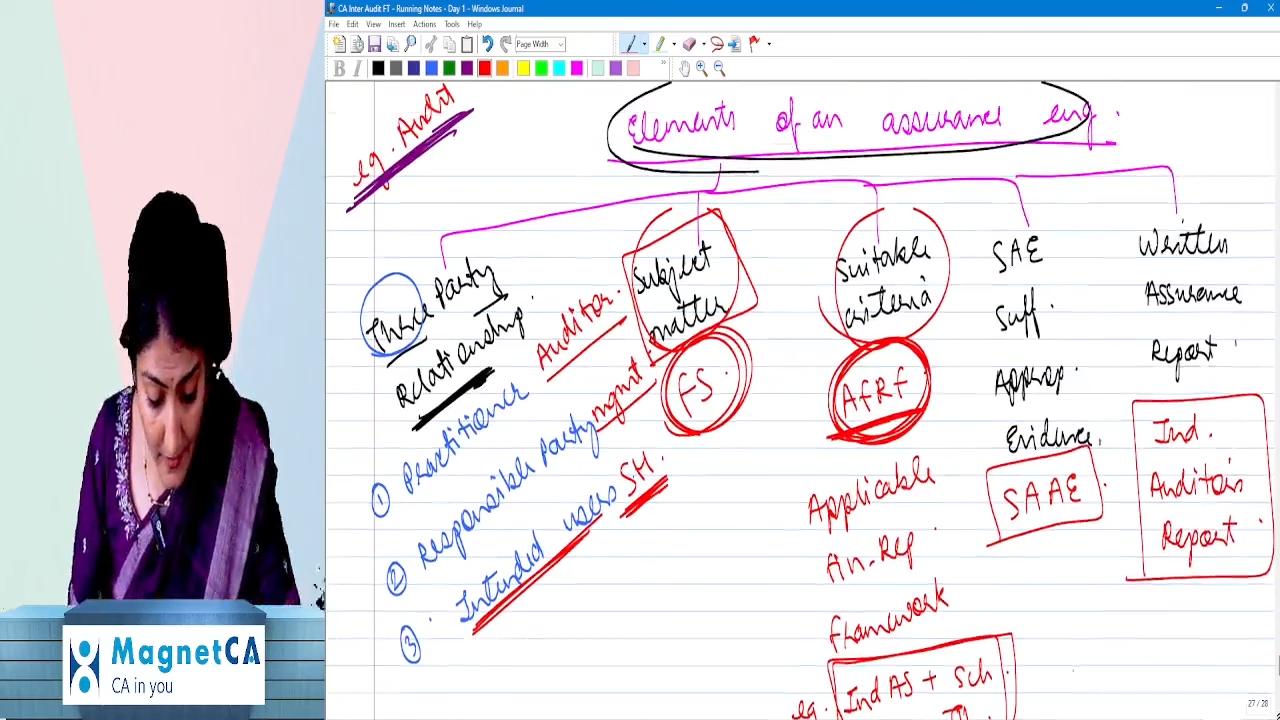 CA Inter Audit FT - Running Notes - Day 1 - Windows Journal
File Edit View Insert Actions Tools Help
Page Width
B I
eg. Audit
Elements of an assurance eng.
Three Party
Relationship.
① Practitioner Auditor.
② Responsible Party mgmt
③ Intended users SH.
Subject
matter
FS.
Suitable
criteria
AFRF
Applicable
Fin. Rep.
Framework
eg. Ind AS + Sch
III
SAE
Suff.
Approp.
Evidence.
SAAE.
Written
Assurance
Report.
Ind.
Auditor's
Report.
MagnetCA
CA in you
27 / 28